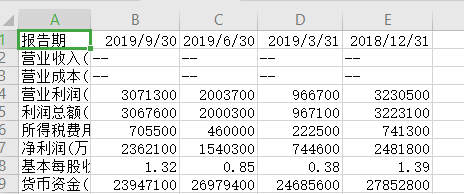 A B C D E
1 报告期 2019/9/30 2019/6/30 2019/3/31 2018/12/31
2 营业收入( -- -- -- --
3 营业成本( -- -- -- --
4 营业利润( 3071300 2003700 966700 3230500
5 利润总额( 3067600 2000300 967100 3223100
6 所得税费用 705500 460000 222500 741300
7 净利润(万 2362100 1540300 744600 2481800
8 基本每股收 1.32 0.85 0.38 1.39
9 货币资金( 23947100 26979400 24685600 27852800